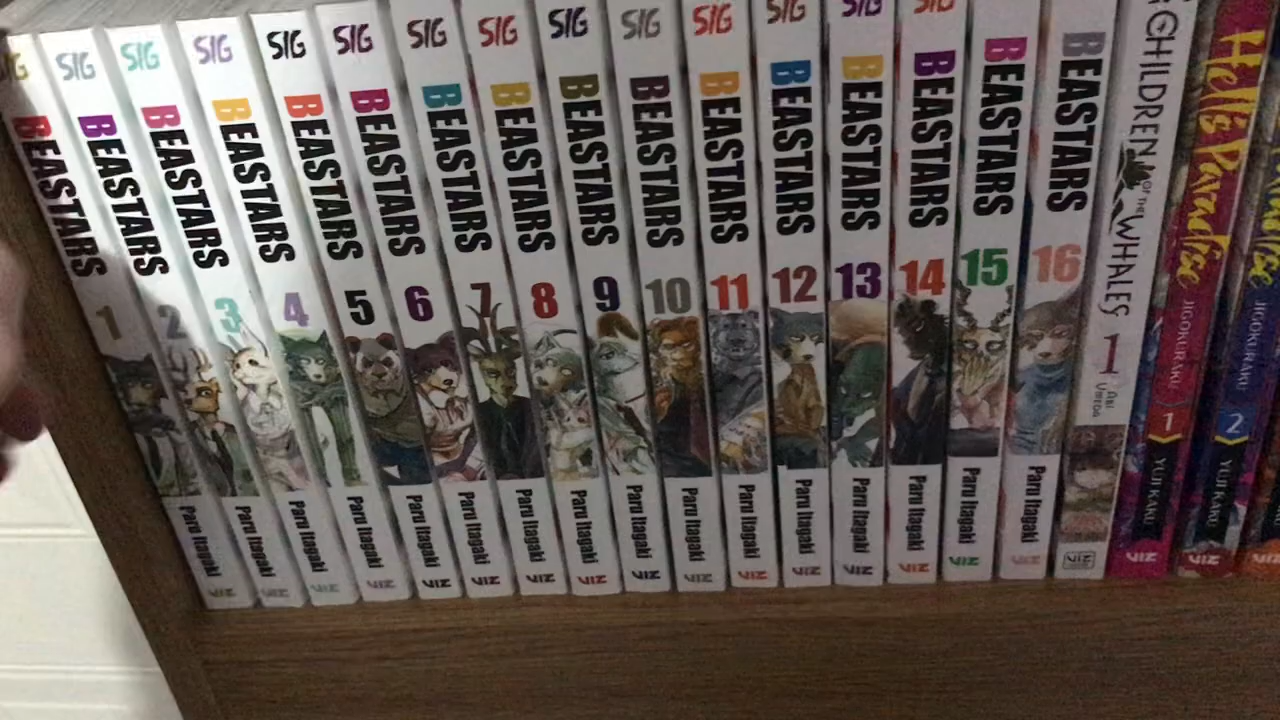 SIG BEASTARS 1 Paru Itagaki VIZ
SIG BEASTARS 2 Paru Itagaki VIZ
SIG BEASTARS 3 Paru Itagaki VIZ
SIG BEASTARS 4 Paru Itagaki VIZ
SIG BEASTARS 5 Paru Itagaki VIZ
SIG BEASTARS 6 Paru Itagaki VIZ
SIG BEASTARS 7 Paru Itagaki VIZ
SIG BEASTARS 8 Paru Itagaki VIZ
SIG BEASTARS 9 Paru Itagaki VIZ
SIG BEASTARS 10 Paru Itagaki VIZ
SIG BEASTARS 11 Paru Itagaki VIZ
SIG BEASTARS 12 Paru Itagaki VIZ
SIG BEASTARS 13 Paru Itagaki VIZ
SIG BEASTARS 14 Paru Itagaki VIZ
BEASTARS 15 Paru Itagaki VIZ
BEASTARS 16 Paru Itagaki VIZ
CHILDREN OF THE WHALES 1 ABI UMEDA VIZ
Hell's Paradise JIGOKURAKU 1 YUJI KAKU VIZ
JIGOKURAKU 2 YUJI KAKU VIZ